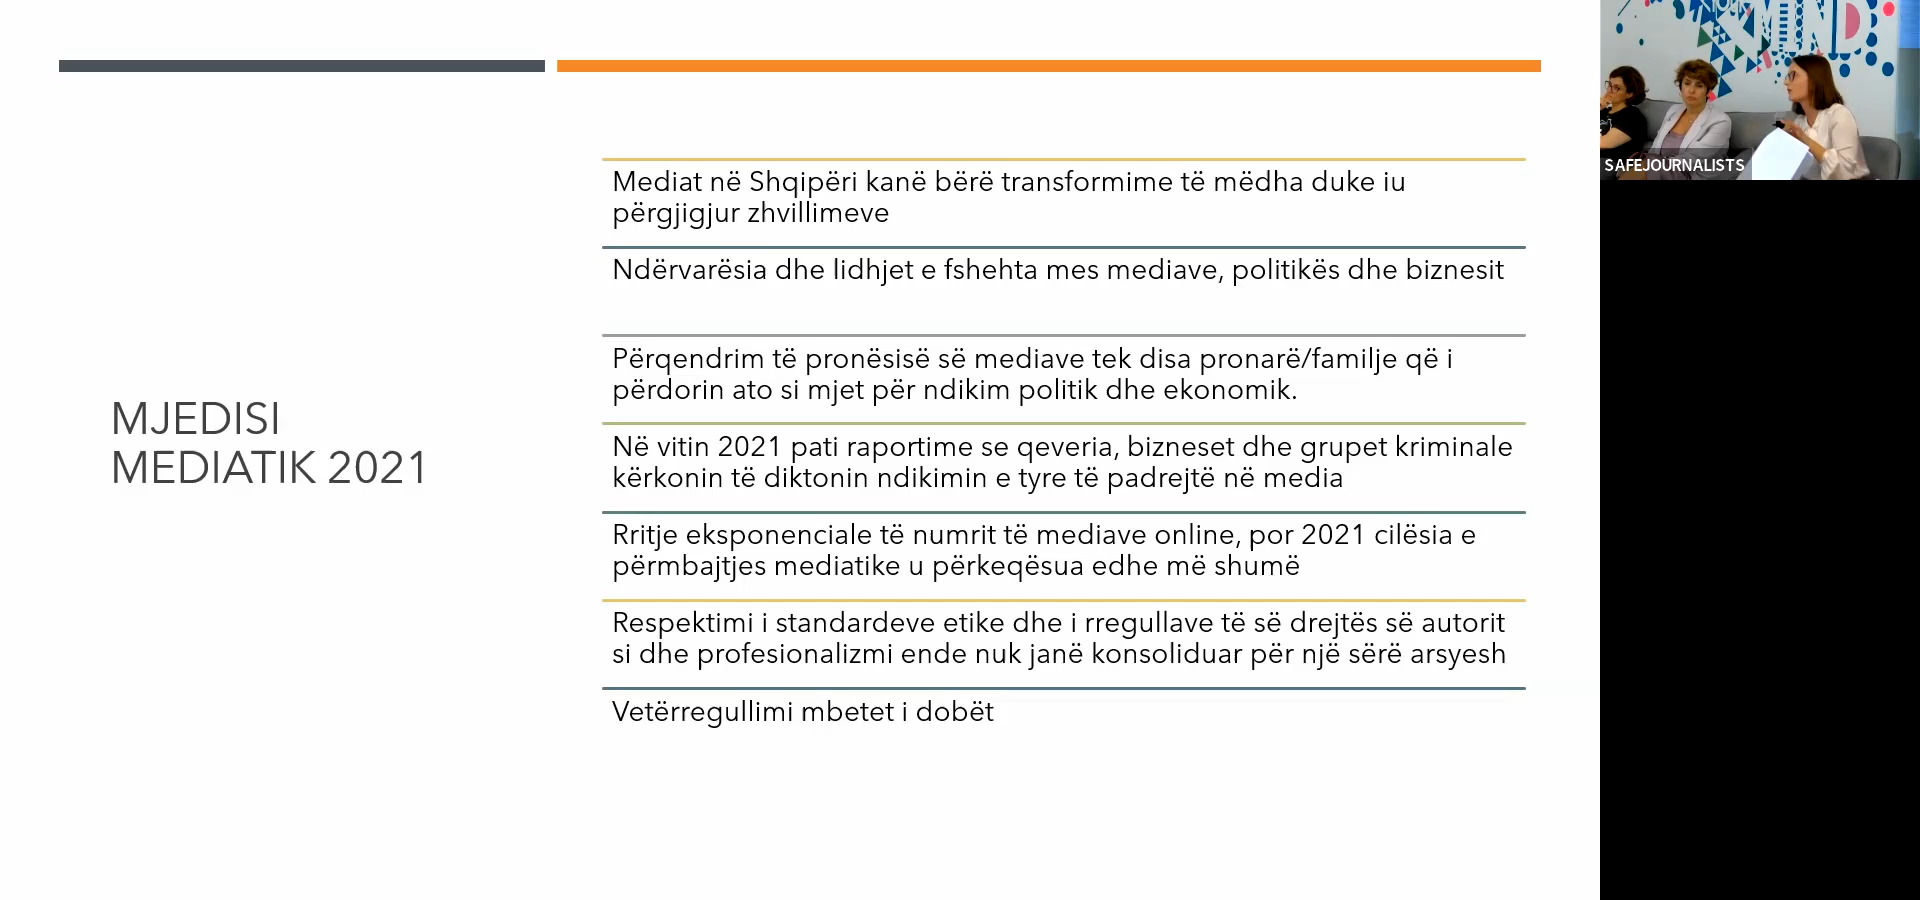 MJEDISI
MEDIATIK 2021
Mediat në Shqipëri kanë bërë transformime të mëdha duke iu
përgjigjur zhvillimeve
Ndërvarësia dhe lidhjet e fshehta mes mediave, politikës dhe biznesit
Përqendrim të pronësisë së mediave tek disa pronarë/familje që i
përdorin ato si mjet për ndikim politik dhe ekonomik.
Në vitin 2021 pati raportime se qeveria, bizneset dhe grupet kriminale
kërkonin të diktonin ndikimin e tyre të padrejtë në media
Rritje eksponenciale të numrit të mediave online, por 2021 cilësia e
përmbajtjes mediatike u përkeqësua edhe më shumë
Respektimi i standardeve etike dhe i rregullave të së drejtës së autorit
si dhe profesionalizmi ende nuk janë konsoliduar për një sërë arsyesh
Vetërregullimi mbetet i dobët
MIND
SAFEJOURNALISTS